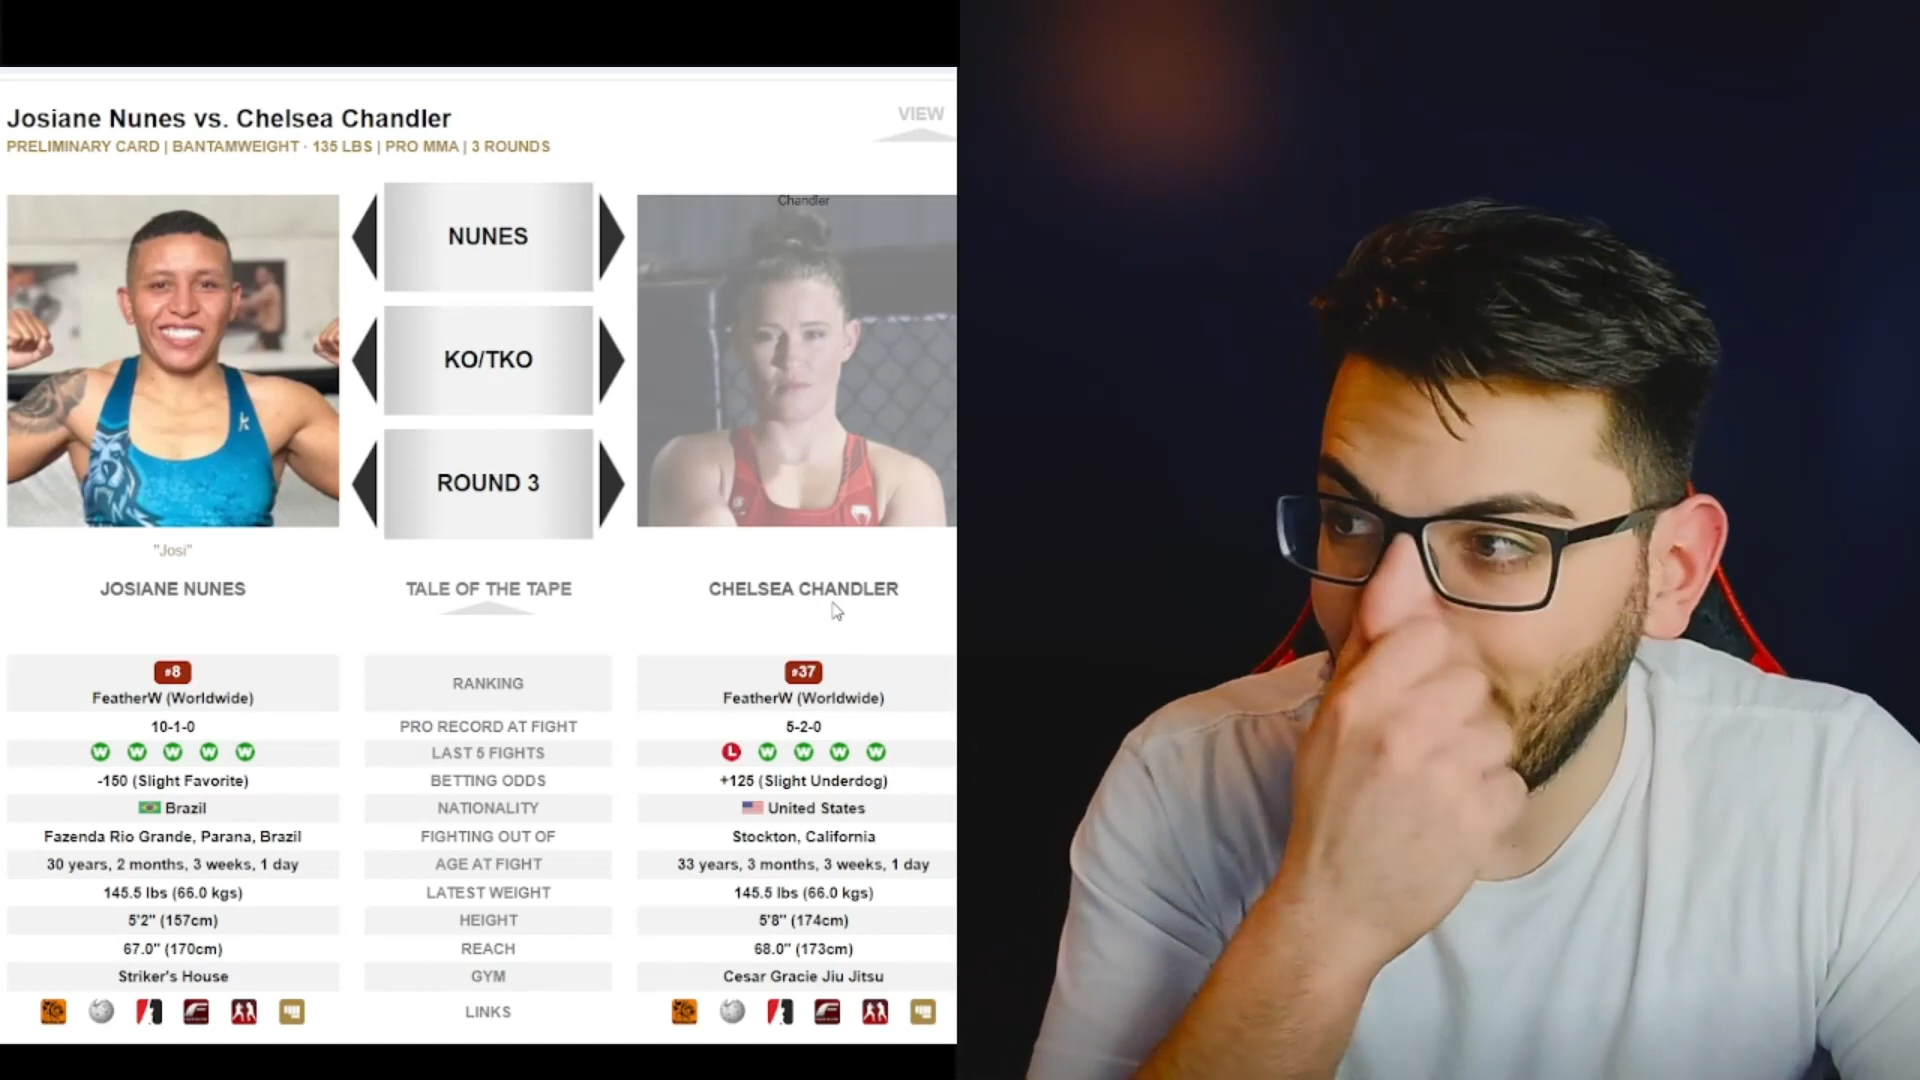 Josiane Nunes vs. Chelsea Chandler
VIEW
PRELIMINARY CARD | BANTAMWEIGHT · 135 LBS | PRO MMA | 3 ROUNDS
Chandler
NUNES
KO/TKO
ROUND 3
"Josi"
JOSIANE NUNES
TALE OF THE TAPE
CHELSEA CHANDLER
#8
FeatherW (Worldwide)
RANKING
#37
FeatherW (Worldwide)
10-1-0
PRO RECORD AT FIGHT
5-2-0
W W W W W
LAST 5 FIGHTS
L W W W W
-150 (Slight Favorite)
BETTING ODDS
+125 (Slight Underdog)
Brazil
NATIONALITY
United States
Fazenda Rio Grande, Parana, Brazil
FIGHTING OUT OF
Stockton, California
30 years, 2 months, 3 weeks, 1 day
AGE AT FIGHT
33 years, 3 months, 3 weeks, 1 day
145.5 lbs (66.0 kgs)
LATEST WEIGHT
145.5 lbs (66.0 kgs)
5'2" (157cm)
HEIGHT
5'8" (174cm)
67.0" (170cm)
REACH
68.0" (173cm)
Striker's House
GYM
Cesar Gracie Jiu Jitsu
LINKS